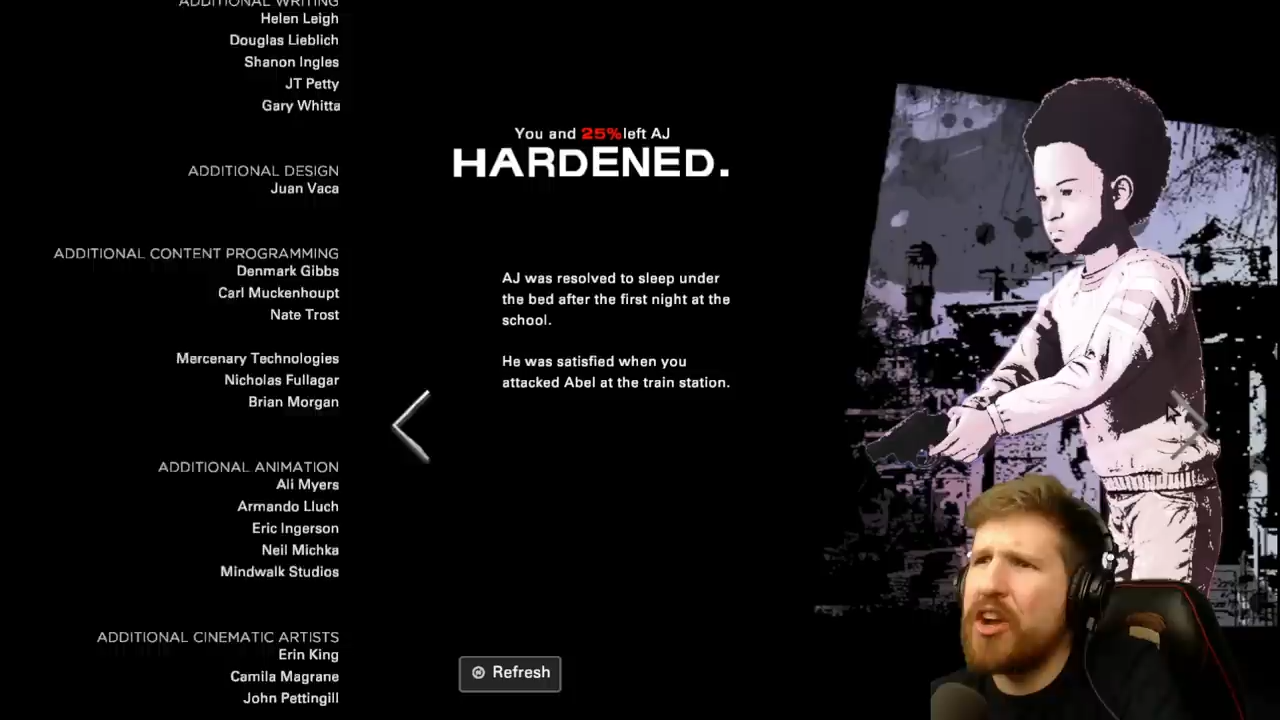 ADDITIONAL WRITING
Helen Leigh
Douglas Lieblich
Shanon Ingles
JT Petty
Gary Whitta
ADDITIONAL DESIGN
Juan Vaca
ADDITIONAL CONTENT PROGRAMMING
Denmark Gibbs
Carl Muckenhoupt
Nate Trost
Mercenary Technologies
Nicholas Fullagar
Brian Morgan
ADDITIONAL ANIMATION
Ali Myers
Armando Lluch
Eric Ingerson
Neil Michka
Mindwalk Studios
ADDITIONAL CINEMATIC ARTISTS
Erin King
Camila Magrane
John Pettingill
You and 25%left AJ
HARDENED.
AJ was resolved to sleep under
the bed after the first night at the
school.
He was satisfied when you
attacked Abel at the train station.
Refresh